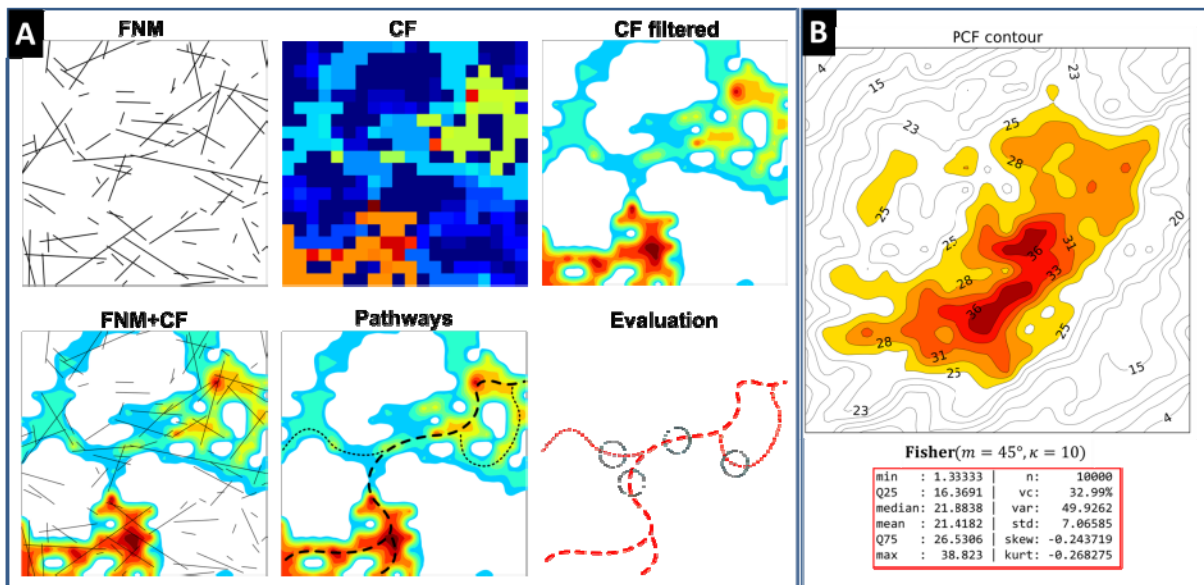 A
FNM
CF
CF filtered
FNM+CF
Pathways
Evaluation
B
PCF contour
4
15
23
23
25
28
25
20
25
31
36
33
28
36
25
28
31
25
15
23
4
Fisher(m = 45°, κ = 10)
min : 1.33333 | n: 10000
Q25 : 16.3691 | vc: 32.99%
median: 21.8838 | var: 49.9262
mean : 21.4182 | std: 7.06585
Q75 : 26.5306 | skew: -0.243719
max : 38.823 | kurt: -0.268275